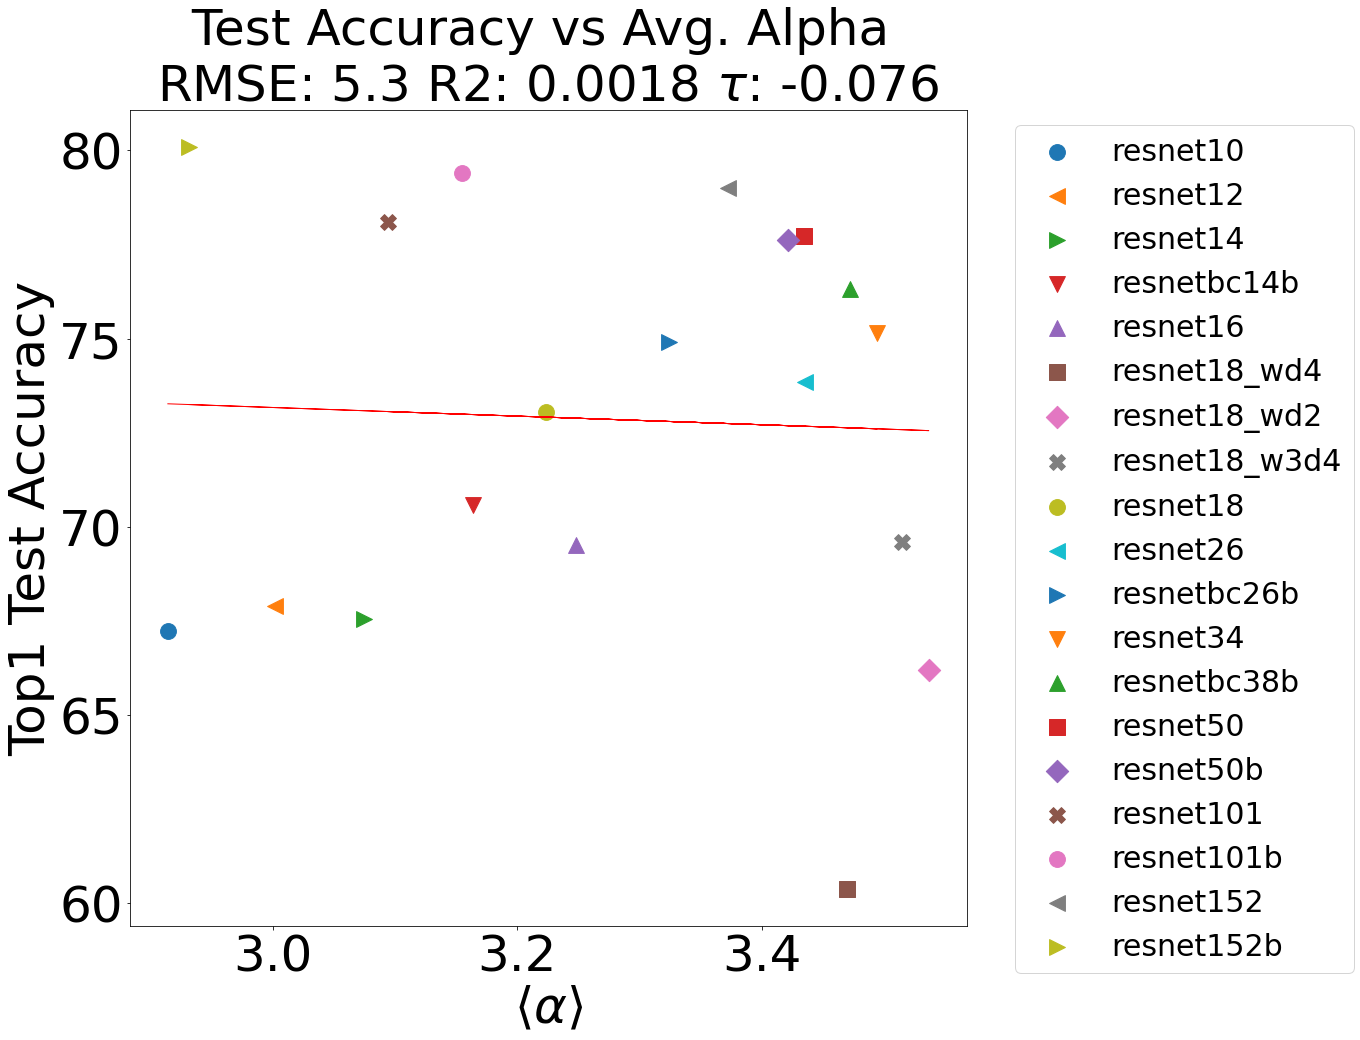 Test Accuracy vs Avg. Alpha
RMSE: 5.3 R2: 0.0018 τ: -0.076
80
75
70
65
60
Top1 Test Accuracy
3.0 3.2 3.4
⟨α⟩
resnet10
resnet12
resnet14
resnetbc14b
resnet16
resnet18_wd4
resnet18_wd2
resnet18_w3d4
resnet18
resnet26
resnetbc26b
resnet34
resnetbc38b
resnet50
resnet50b
resnet101
resnet101b
resnet152
resnet152b